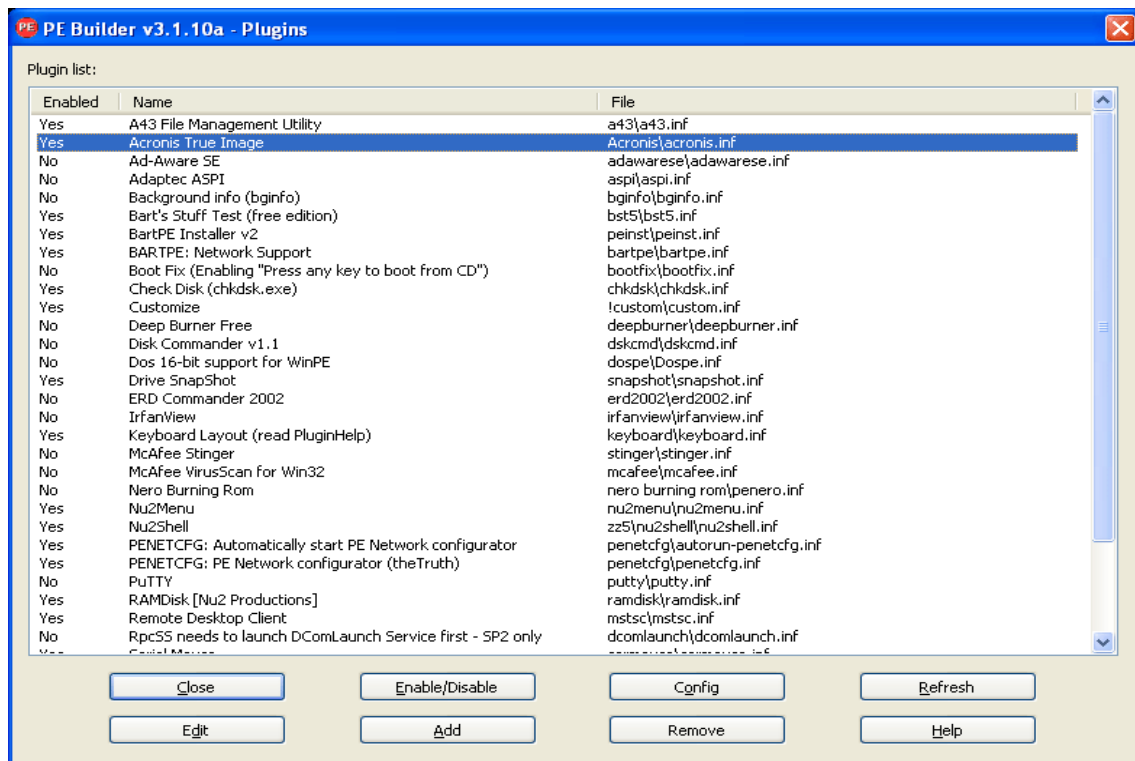 PE Builder v3.1.10a - Plugins
Plugin list:
Enabled Name File
Yes A43 File Management Utility a43\a43.inf
Yes Acronis True Image Acronis\acronis.inf
No Ad-Aware SE adawarese\adawarese.inf
No Adaptec ASPI aspi\aspi.inf
No Background info (bginfo) bginfo\bginfo.inf
Yes Bart's Stuff Test (free edition) bst5\bst5.inf
Yes BartPE Installer v2 peinst\peinst.inf
Yes BARTPE: Network Support bartpe\bartpe.inf
No Boot Fix (Enabling "Press any key to boot from CD") bootfix\bootfix.inf
Yes Check Disk (chkdsk.exe) chkdsk\chkdsk.inf
Yes Customize !custom\custom.inf
No Deep Burner Free deepburner\deepburner.inf
No Disk Commander v1.1 dskcmd\dskcmd.inf
No Dos 16-bit support for WinPE dospe\Dospe.inf
Yes Drive SnapShot snapshot\snapshot.inf
No ERD Commander 2002 erd2002\erd2002.inf
No IrfanView irfanview\irfanview.inf
Yes Keyboard Layout (read PluginHelp) keyboard\keyboard.inf
No McAfee Stinger stinger\stinger.inf
No McAfee VirusScan for Win32 mcafee\mcafee.inf
No Nero Burning Rom nero burning rom\penero.inf
Yes Nu2Menu nu2menu\nu2menu.inf
Yes Nu2Shell zz5\nu2shell\nu2shell.inf
Yes PENETCFG: Automatically start PE Network configurator penetcfg\autorun-penetcfg.inf
Yes PENETCFG: PE Network configurator (theTruth) penetcfg\penetcfg.inf
No PuTTY putty\putty.inf
Yes RAMDisk [Nu2 Productions] ramdisk\ramdisk.inf
Yes Remote Desktop Client mstsc\mstsc.inf
No RpcSS needs to launch DComLaunch Service first - SP2 only dcomlaunch\dcomlaunch.inf
Close Enable/Disable Config Refresh
Edit Add Remove Help